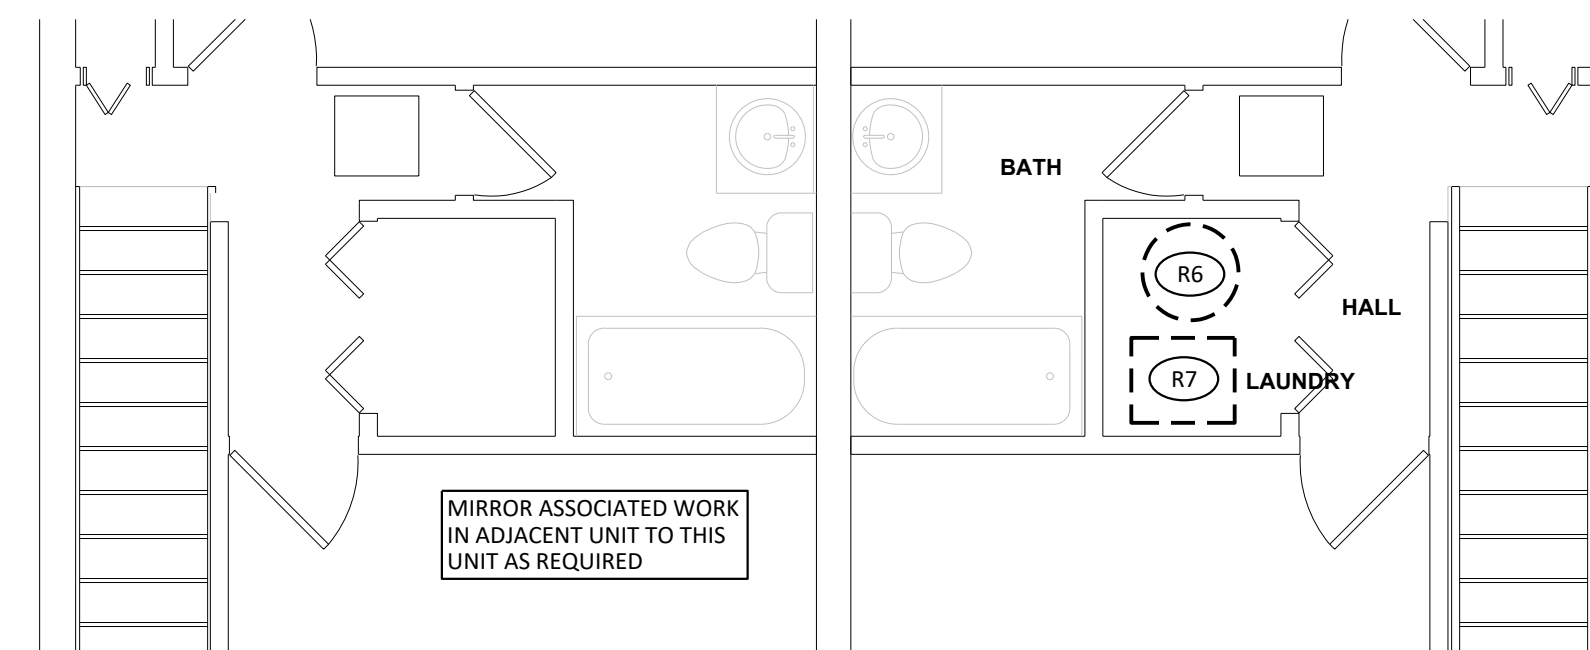 BATH
R6
HALL
R7
LAUNDRY
MIRROR ASSOCIATED WORK
IN ADJACENT UNIT TO THIS
UNIT AS REQUIRED